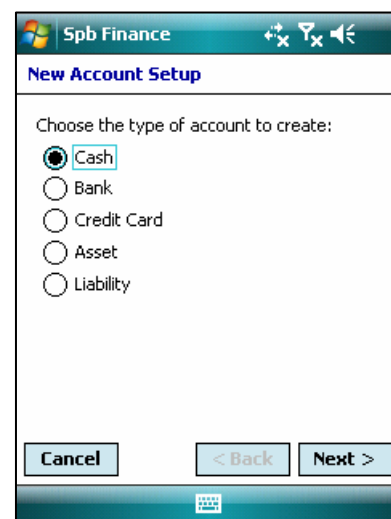 Spb Finance
New Account Setup
Choose the type of account to create:
Cash
Bank
Credit Card
Asset
Liability
Cancel < Back Next >